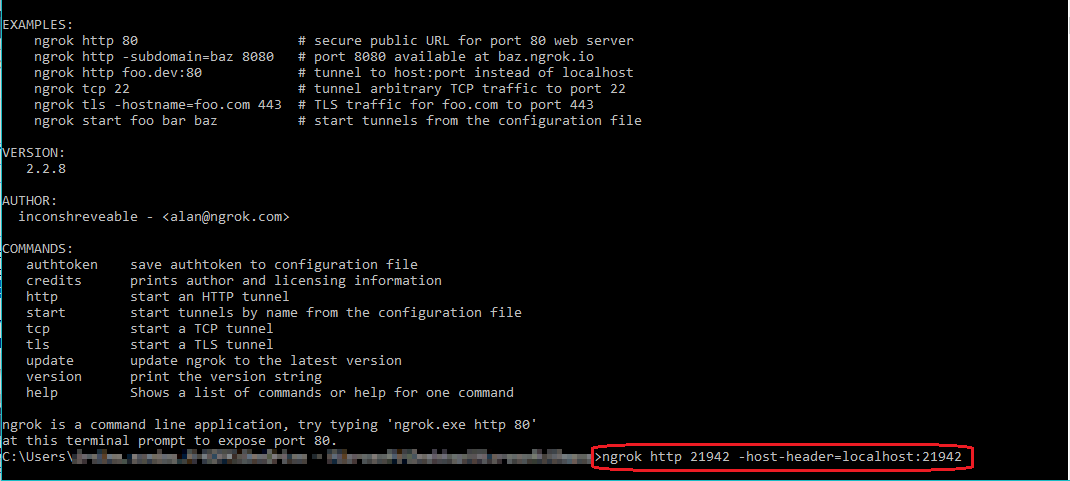 EXAMPLES:
ngrok http 80 # secure public URL for port 80 web server
ngrok http -subdomain=baz 8080 # port 8080 available at baz.ngrok.io
ngrok http foo.dev:80 # tunnel to host:port instead of localhost
ngrok tcp 22 # tunnel arbitrary TCP traffic to port 22
ngrok tls -hostname=foo.com 443 # TLS traffic for foo.com to port 443
ngrok start foo bar baz # start tunnels from the configuration file
VERSION:
2.2.8
AUTHOR:
inconshreveable - <alan@ngrok.com>
COMMANDS:
authtoken save authtoken to configuration file
credits prints author and licensing information
http start an HTTP tunnel
start start tunnels by name from the configuration file
tcp start a TCP tunnel
tls start a TLS tunnel
update update ngrok to the latest version
version print the version string
help Shows a list of commands or help for one command
ngrok is a command line application, try typing 'ngrok.exe http 80'
at this terminal prompt to expose port 80.
C:\Users\ >ngrok http 21942 -host-header=localhost:21942